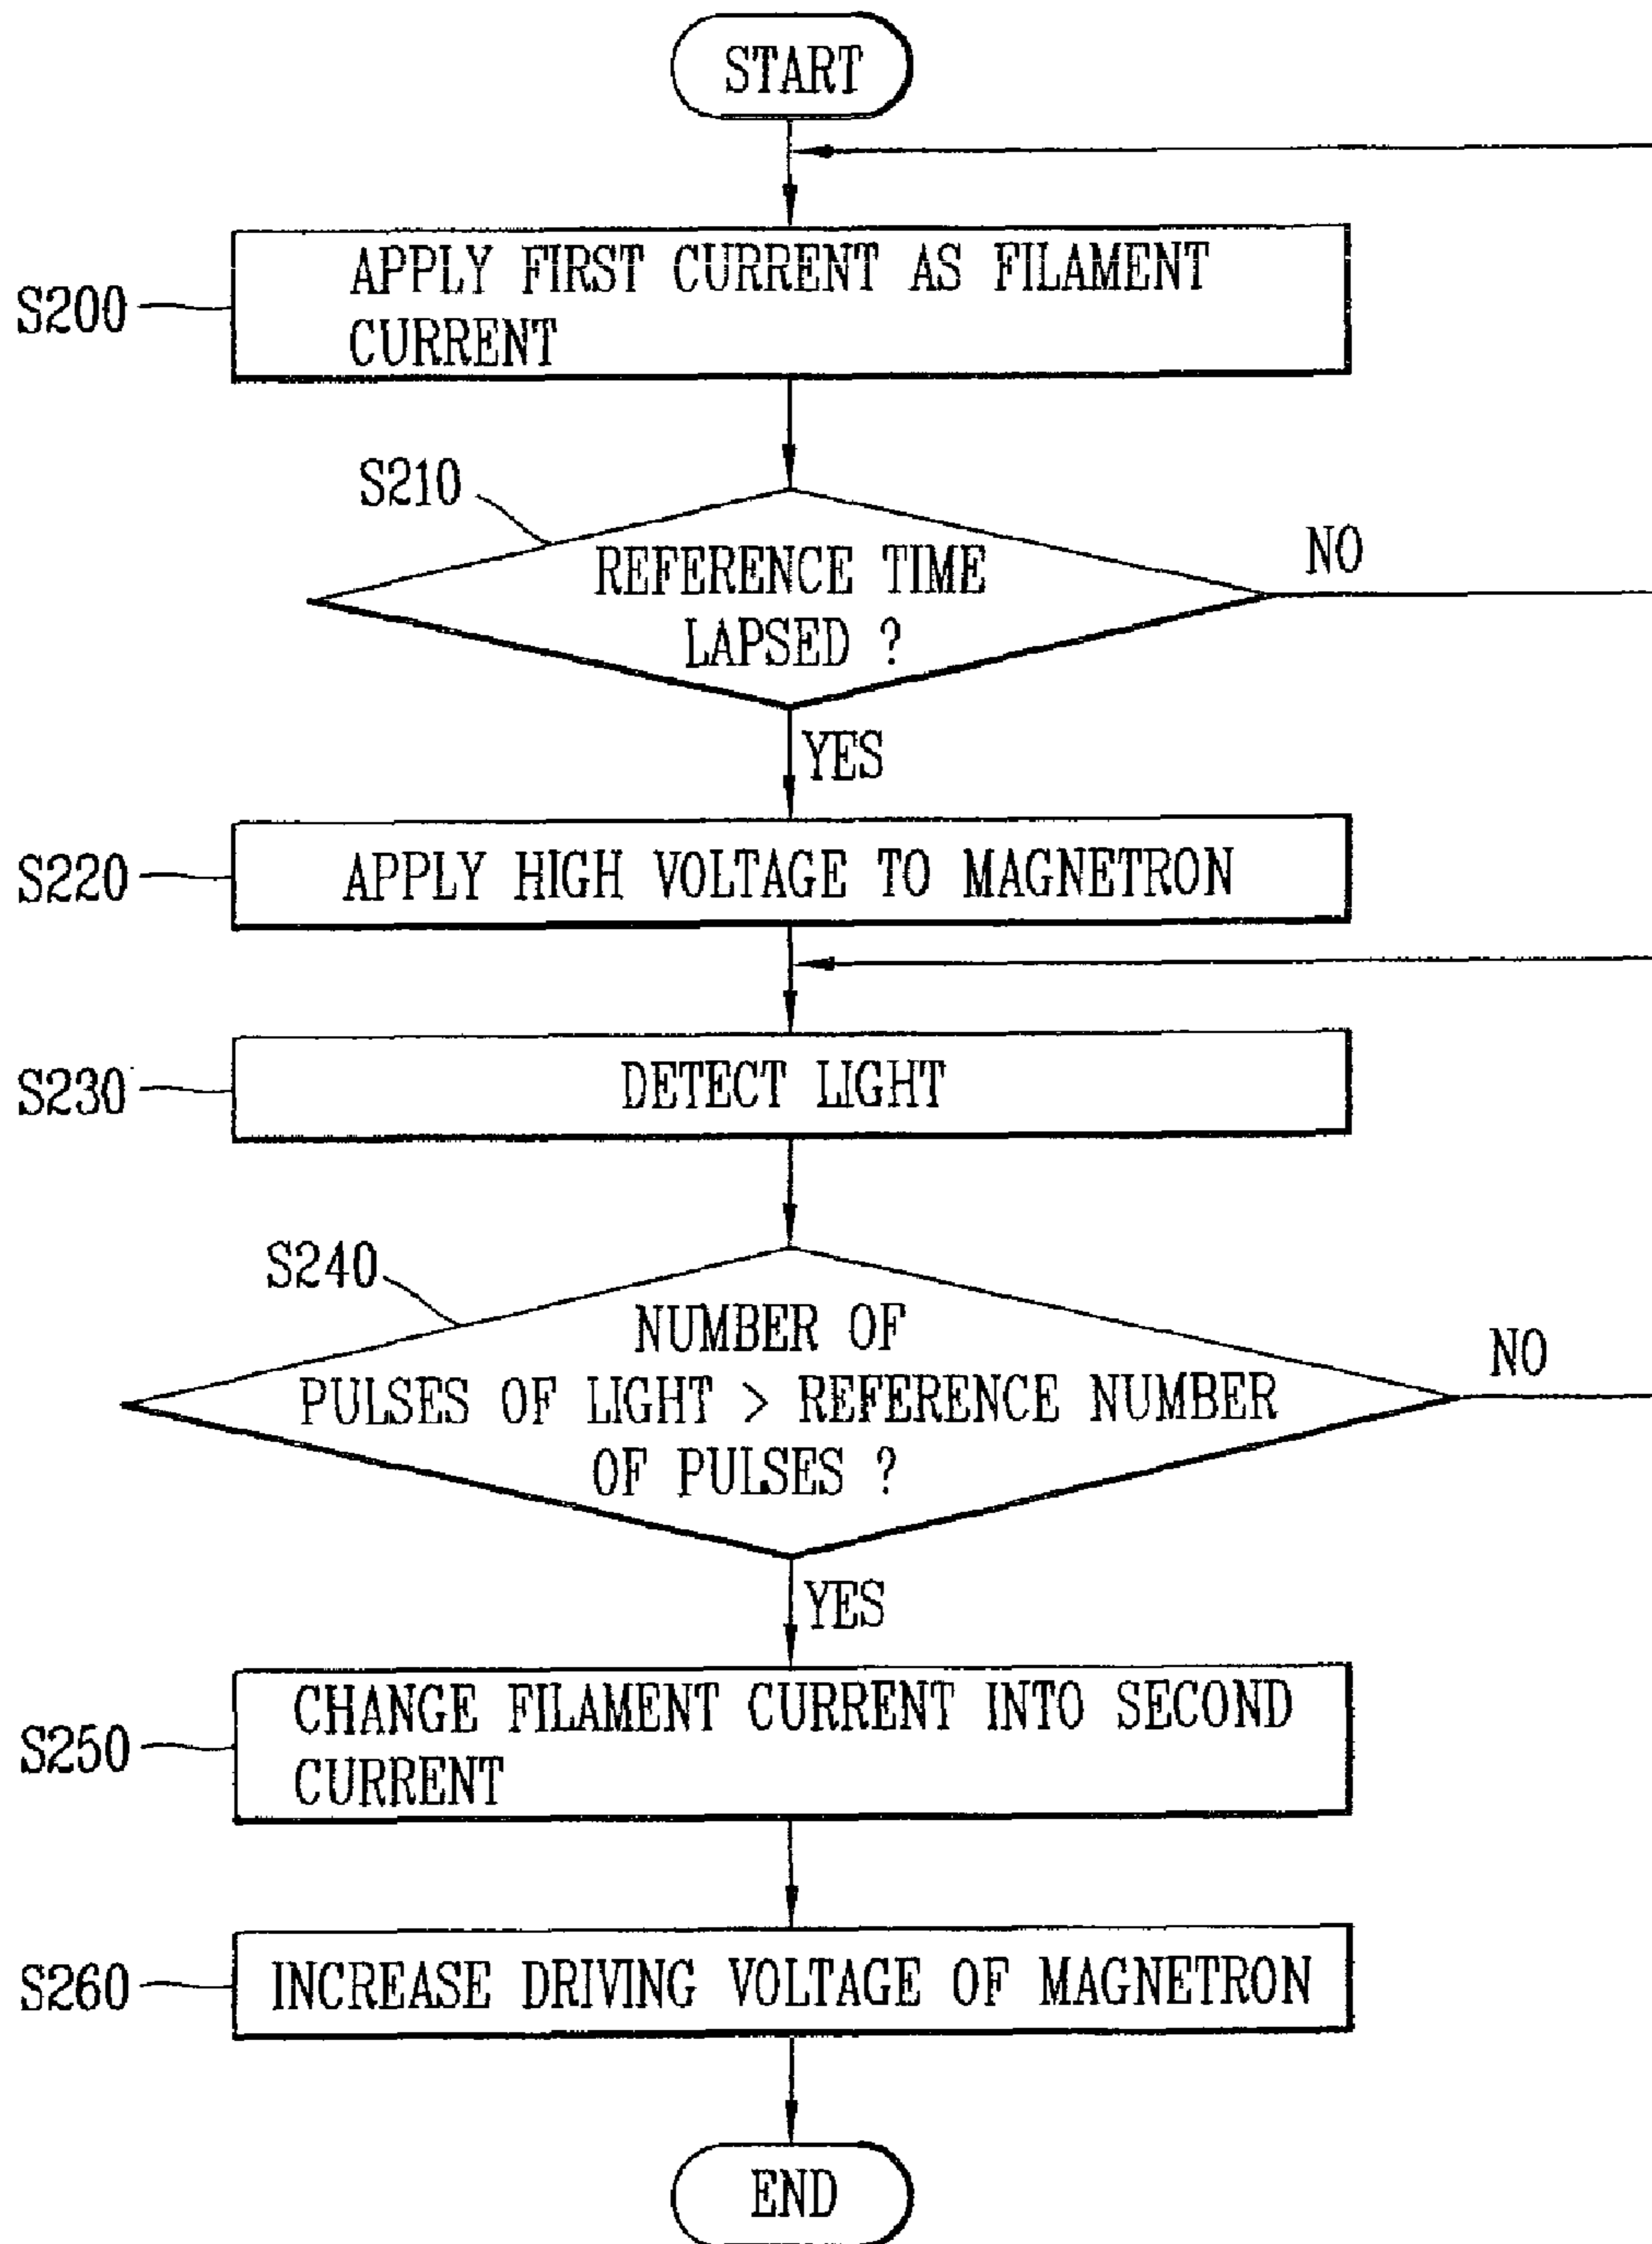 START
S200
APPLY FIRST CURRENT AS FILAMENT
CURRENT
S210
REFERENCE TIME
LAPSED ?
NO
YES
S220
APPLY HIGH VOLTAGE TO MAGNETRON
S230
DETECT LIGHT
S240
NUMBER OF
PULSES OF LIGHT > REFERENCE NUMBER
OF PULSES ?
NO
YES
S250
CHANGE FILAMENT CURRENT INTO SECOND
CURRENT
S260
INCREASE DRIVING VOLTAGE OF MAGNETRON
END